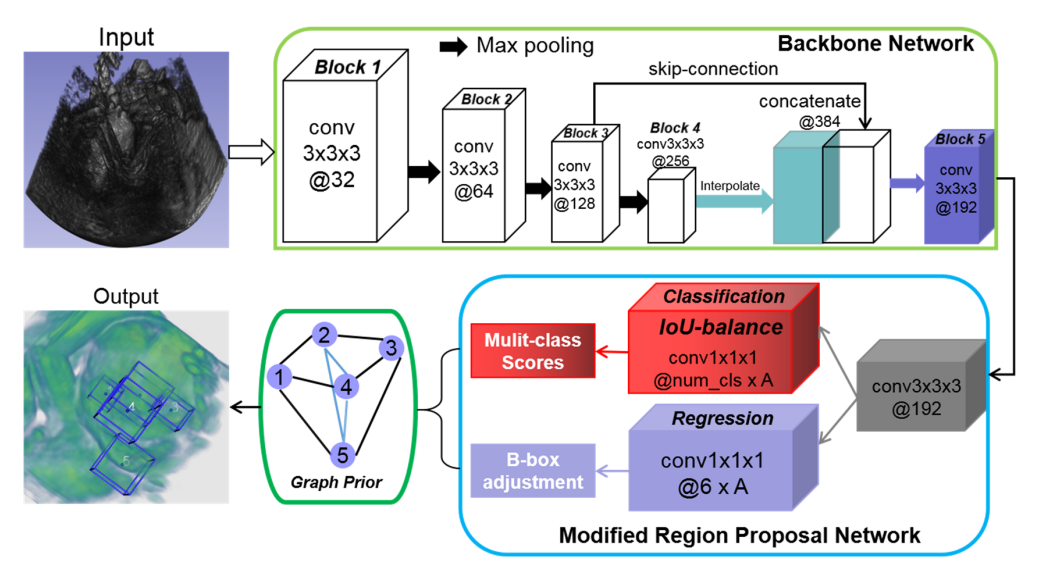 Input
Max pooling
Backbone Network
Block 1
conv
3x3x3
@32
Block 2
conv
3x3x3
@64
Block 3
conv
3x3x3
@128
Block 4
conv3x3x3
@256
skip-connection
Interpolate
concatenate
@384
Block 5
conv
3x3x3
@192
Output
4
3
5
1
2
3
4
5
Graph Prior
Mulit-class
Scores
B-box
adjustment
Classification
IoU-balance
conv1x1x1
@num_cls x A
Regression
conv1x1x1
@6 x A
conv3x3x3
@192
Modified Region Proposal Network